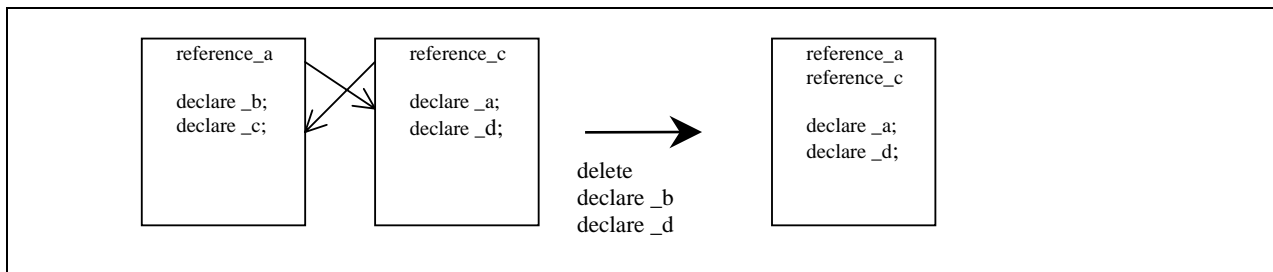 reference_a
declare _b;
declare _c;
reference_c
declare _a;
declare _d;
delete
declare _b
declare _d
reference_a
reference_c
declare _a;
declare _d;